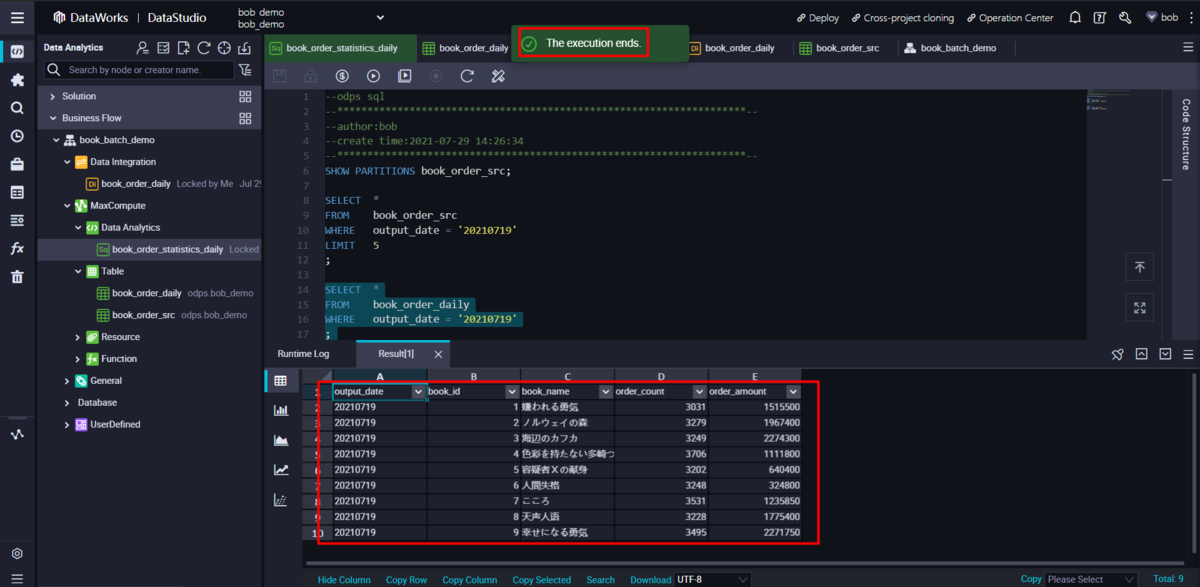 DataWorks | DataStudio
bob_demo
bob_demo
Deploy
Cross-project cloning
Operation Center
bob
Data Analytics
Search by node or creator name.
Solution
Business Flow
book_batch_demo
Data Integration
Di book_order_daily Locked by Me Jul 29
MaxCompute
Data Analytics
Sq book_order_statistics_daily Locked
Table
book_order_daily odps.bob_demo
book_order_src odps.bob_demo
Resource
Function
General
Database
UserDefined
Sq book_order_statistics_daily
book_order_daily
The execution ends.
Di book_order_daily
book_order_src
book_batch_demo
1 --odps sql
2 --********************************************************************--
3 --author:bob
4 --create time:2021-07-29 14:26:34
5 --********************************************************************--
6 SHOW PARTITIONS book_order_src;
7
8 SELECT *
9 FROM book_order_src
10 WHERE output_date = '20210719'
11 LIMIT 5
12 ;
13
14 SELECT *
15 FROM book_order_daily
16 WHERE output_date = '20210719'
17 ;
Code Structure
Runtime Log
Result[1]
A B C D E
1 output_date book_id book_name order_count order_amount
2 20210719 1 嫌われる勇気 3031 1515500
3 20210719 2 ノルウェイの森 3279 1967400
4 20210719 3 海辺のカフカ 3249 2274300
5 20210719 4 色彩を持たない多崎つ 3706 1111800
6 20210719 5 容疑者Xの献身 3202 640400
7 20210719 6 人間失格 3248 324800
8 20210719 7 こころ 3531 1235850
9 20210719 8 天声人语 3228 1775400
10 20210719 9 幸せになる勇気 3495 2271750
Hide Column Copy Row Copy Column Copy Selected Search Download UTF-8
Copy Please Select Total: 9